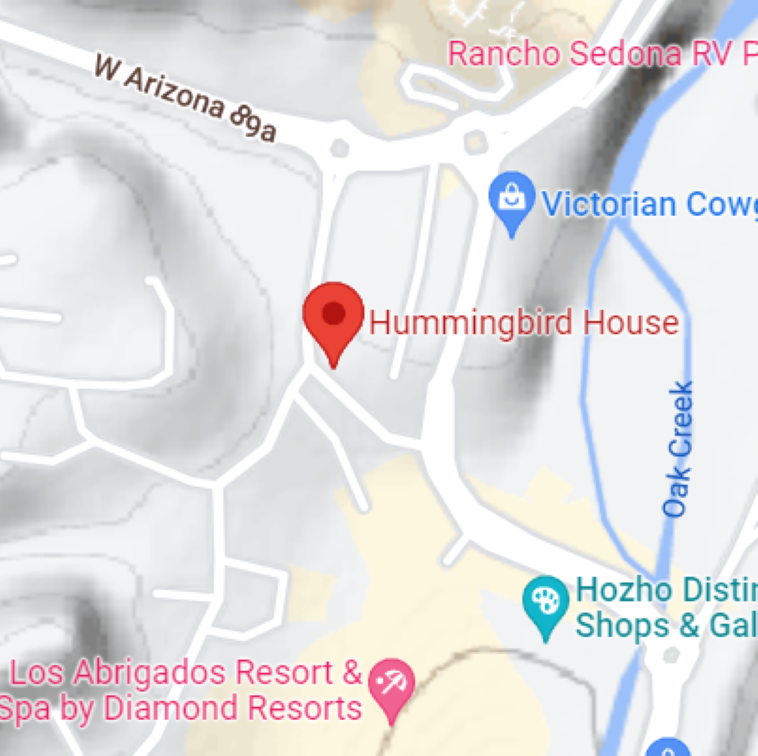 Rancho Sedona RV P
W Arizona 89a
Victorian Cowg
Hummingbird House
Oak Creek
Hozho Distin
Shops & Gal
Los Abrigados Resort &
Spa by Diamond Resorts